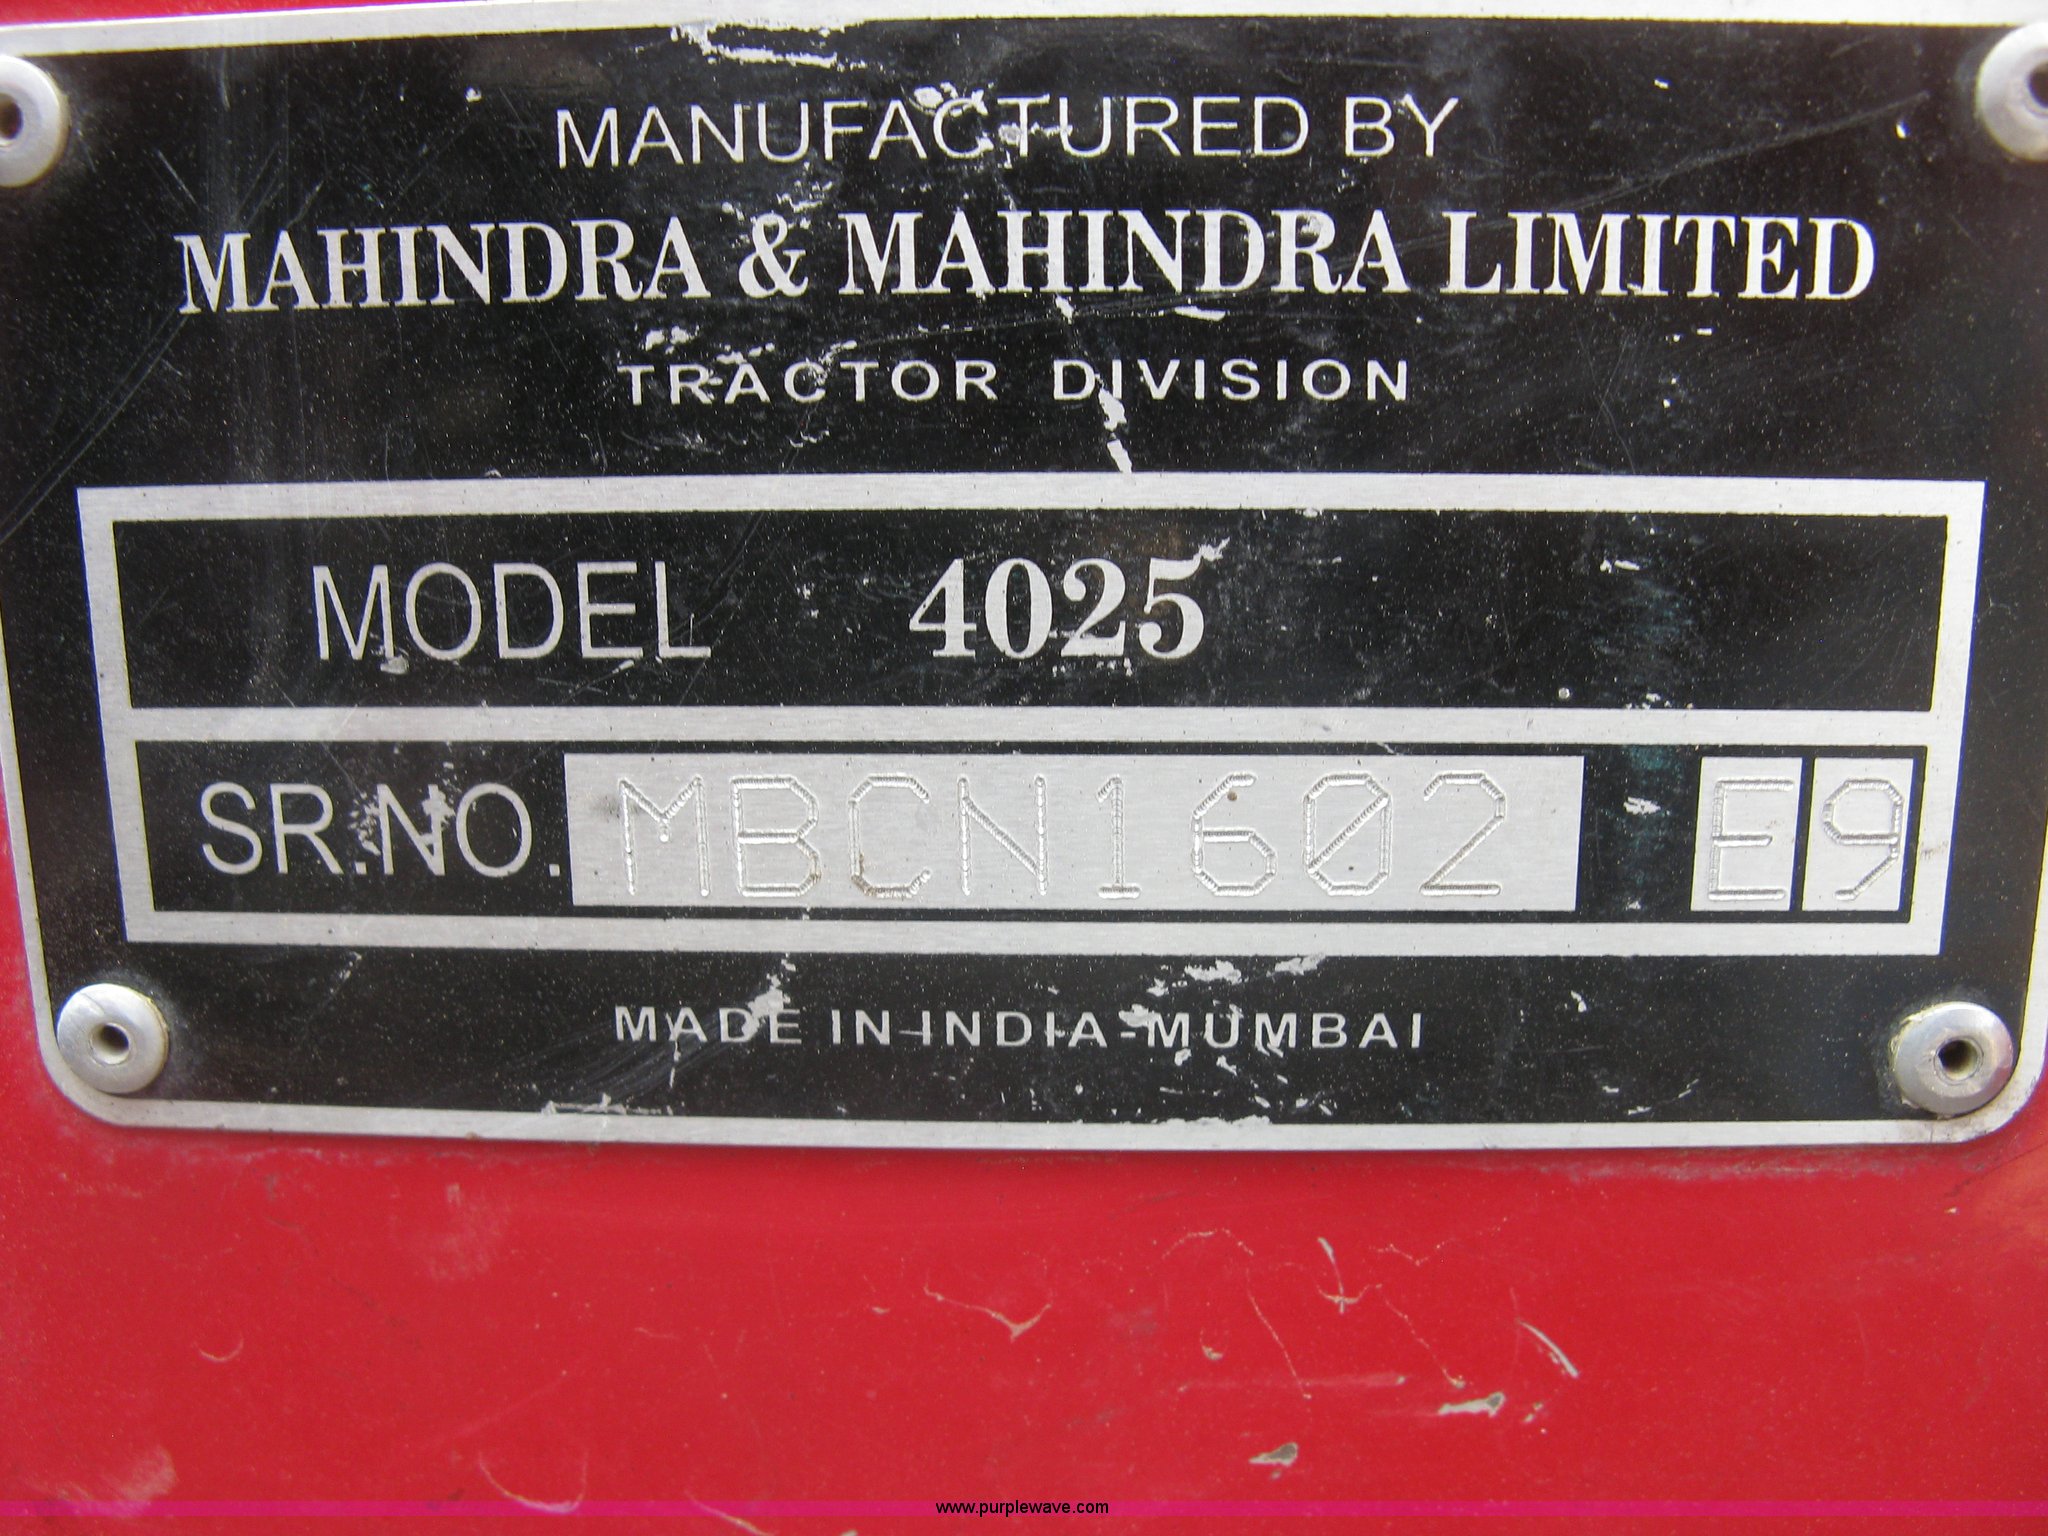 MANUFACTURED BY
MAHINDRA & MAHINDRA LIMITED
TRACTOR DIVISION
MODEL 4025
SR.NO. MBCN1602 E9
MADE IN INDIA-MUMBAI
www.purplewave.com